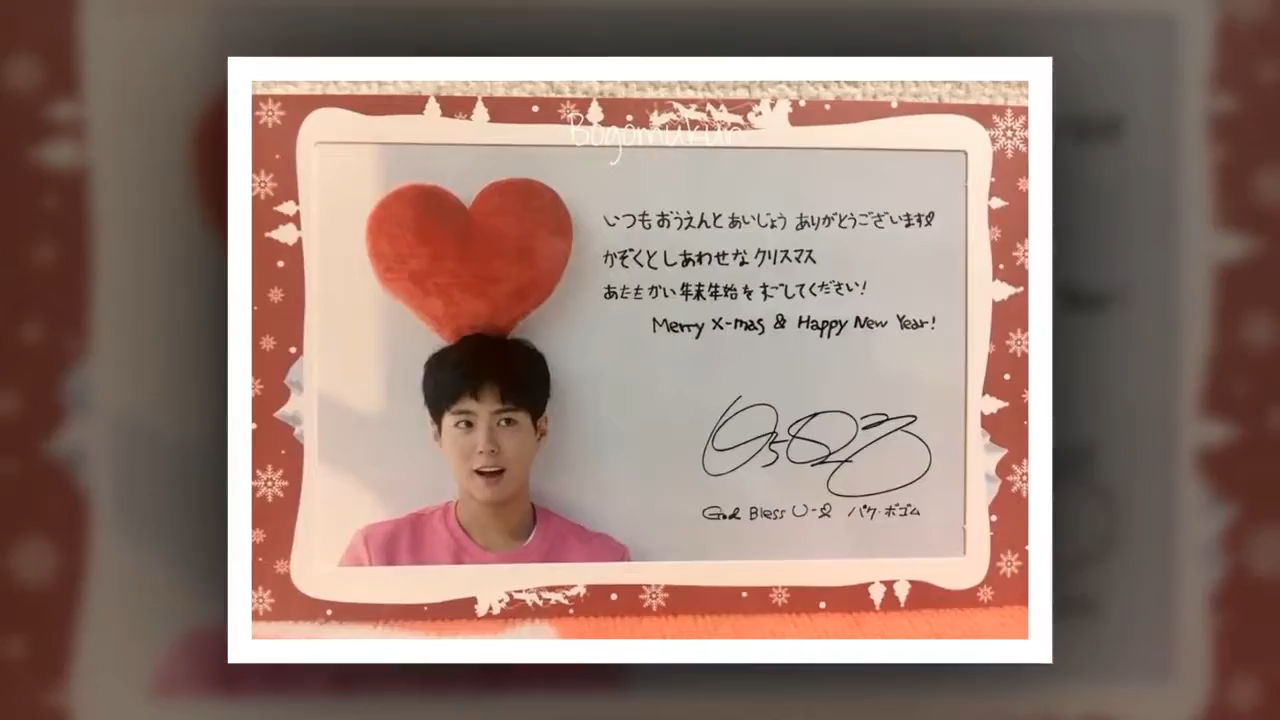 Bogomukun
いつもおうえんとあいじょう ありがとうございます
かぞくとしあわせなクリスマス
あたたかい年末年始をすごしてください!
Merry X-mas & Happy New Year!
God Bless U-2 パク・ボゴム